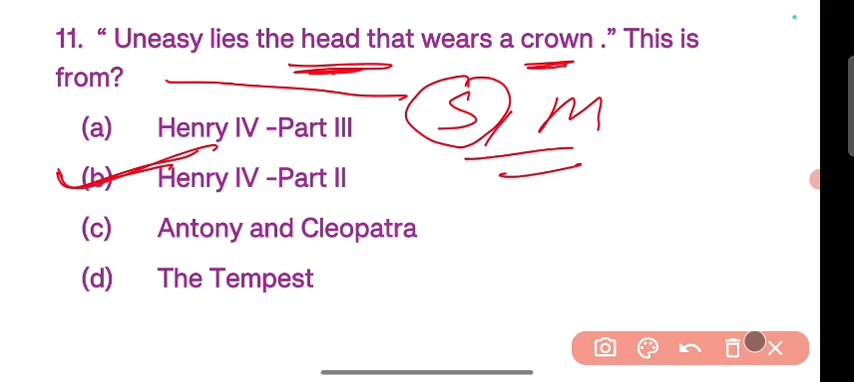 11. “ Uneasy lies the head that wears a crown .” This is
from?
S, M
(a) Henry IV -Part III
(b) Henry IV -Part II
(c) Antony and Cleopatra
(d) The Tempest